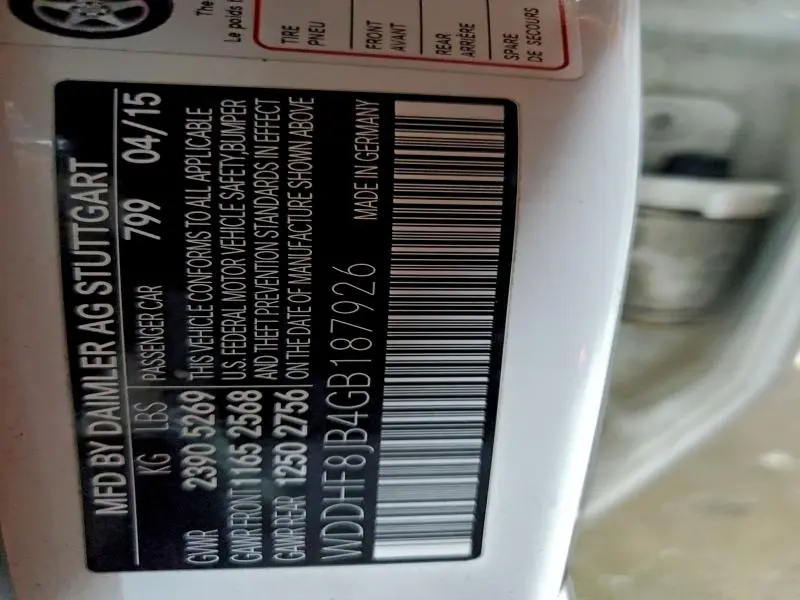 The
Le poids
TIRE
PNEU
FRONT
AVANT
REAR
ARRIÈRE
SPARE
DE SECOURS
MFD BY DAIMLER AG STUTTGART
KG LBS PASSENGER CAR 799 04/15
GVWR 2390 5269 THIS VEHICLE CONFORMS TO ALL APPLICABLE
GAWR FRONT 1165 2568 U.S. FEDERAL MOTOR VEHICLE SAFETY, BUMPER
GAWR REAR 1250 2756 AND THEFT PREVENTION STANDARDS IN EFFECT
ON THE DATE OF MANUFACTURE SHOWN ABOVE
WDDHF8JB4GB187926 MADE IN GERMANY